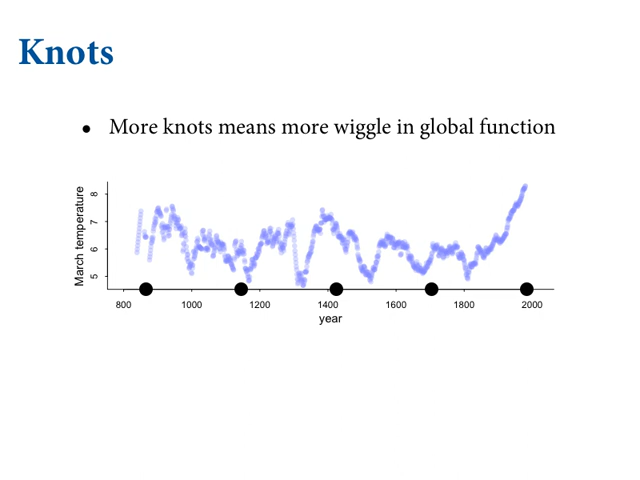 Knots
• More knots means more wiggle in global function
March temperature
8
7
6
5
800 1000 1200 1400 1600 1800 2000
year